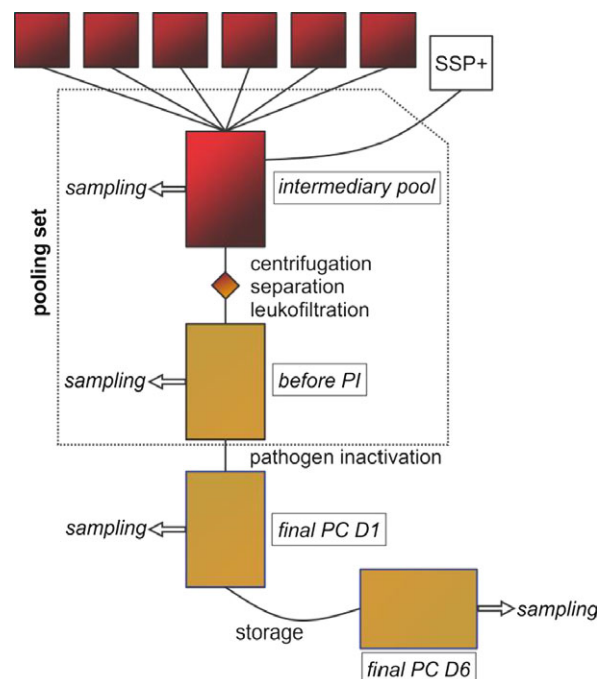 SSP+
sampling
intermediary pool
pooling set
centrifugation
separation
leukofiltration
sampling
before PI
pathogen inactivation
sampling
final PC D1
sampling
storage
final PC D6